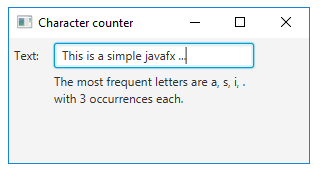 Character counter
Text: This is a simple javafx ...
The most frequent letters are a, s, i, .
with 3 occurrences each.